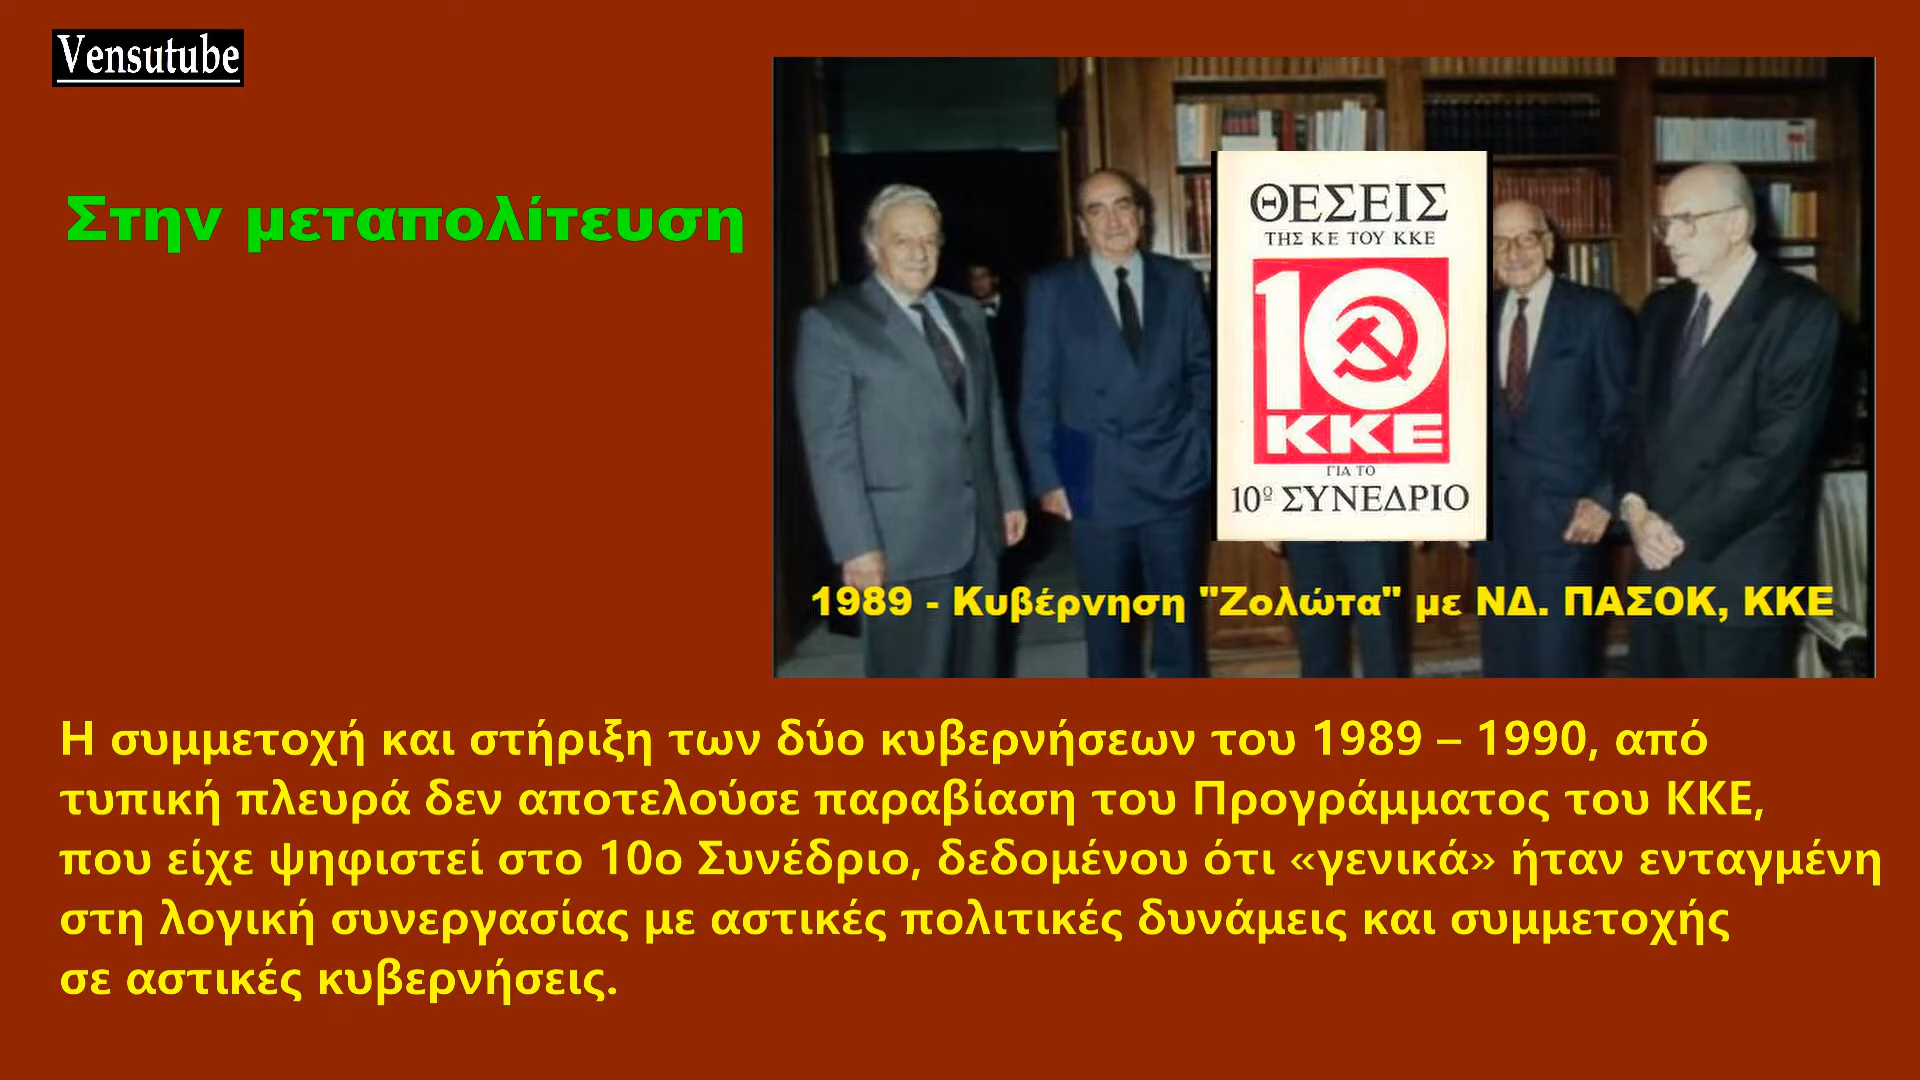 Vensutube
Στην μεταπολίτευση
ΘΕΣΕΙΣ
ΤΗΣ ΚΕ ΤΟΥ ΚΚΕ
10
ΚΚΕ
ΓΙΑ ΤΟ
10º ΣΥΝΕΔΡΙΟ
1989 - Κυβέρνηση "Ζολώτα" με ΝΔ. ΠΑΣΟΚ, ΚΚΕ
Η συμμετοχή και στήριξη των δύο κυβερνήσεων του 1989 – 1990, από
τυπική πλευρά δεν αποτελούσε παραβίαση του Προγράμματος του ΚΚΕ,
που είχε ψηφιστεί στο 10ο Συνέδριο, δεδομένου ότι «γενικά» ήταν ενταγμένη
στη λογική συνεργασίας με αστικές πολιτικές δυνάμεις και συμμετοχής
σε αστικές κυβερνήσεις.